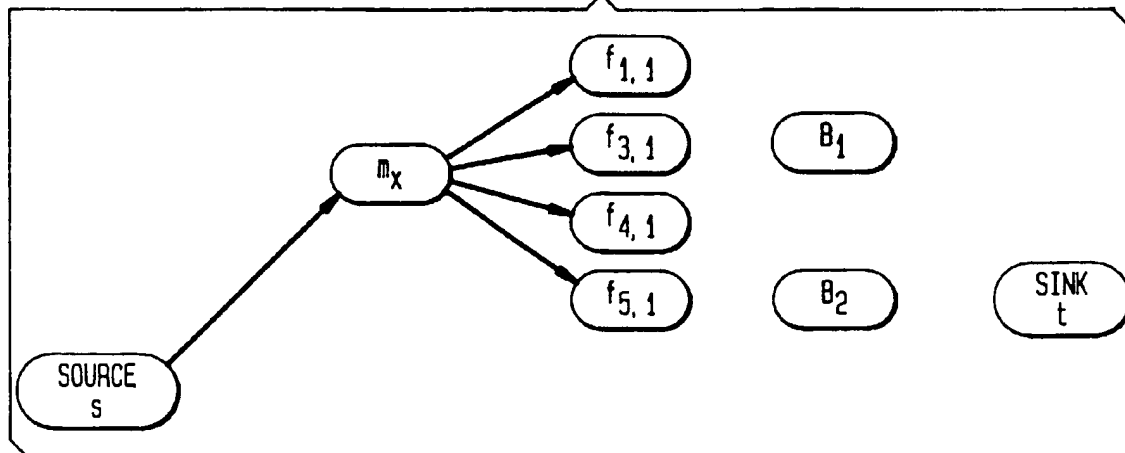 f1, 1
f3, 1
B1
mx
f4, 1
f5, 1
B2
SINK
t
SOURCE
s